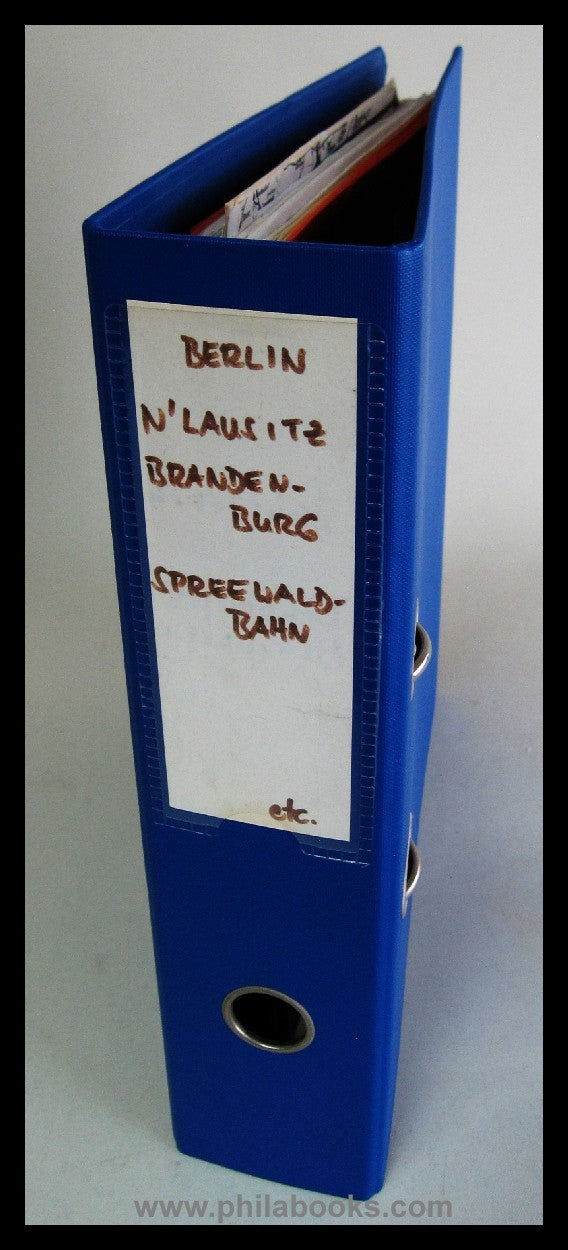 BERLIN
N'LAUSITZ
BRANDEN-
BURG
SPREEWALD-
BAHN
etc.
www.philabooks.com